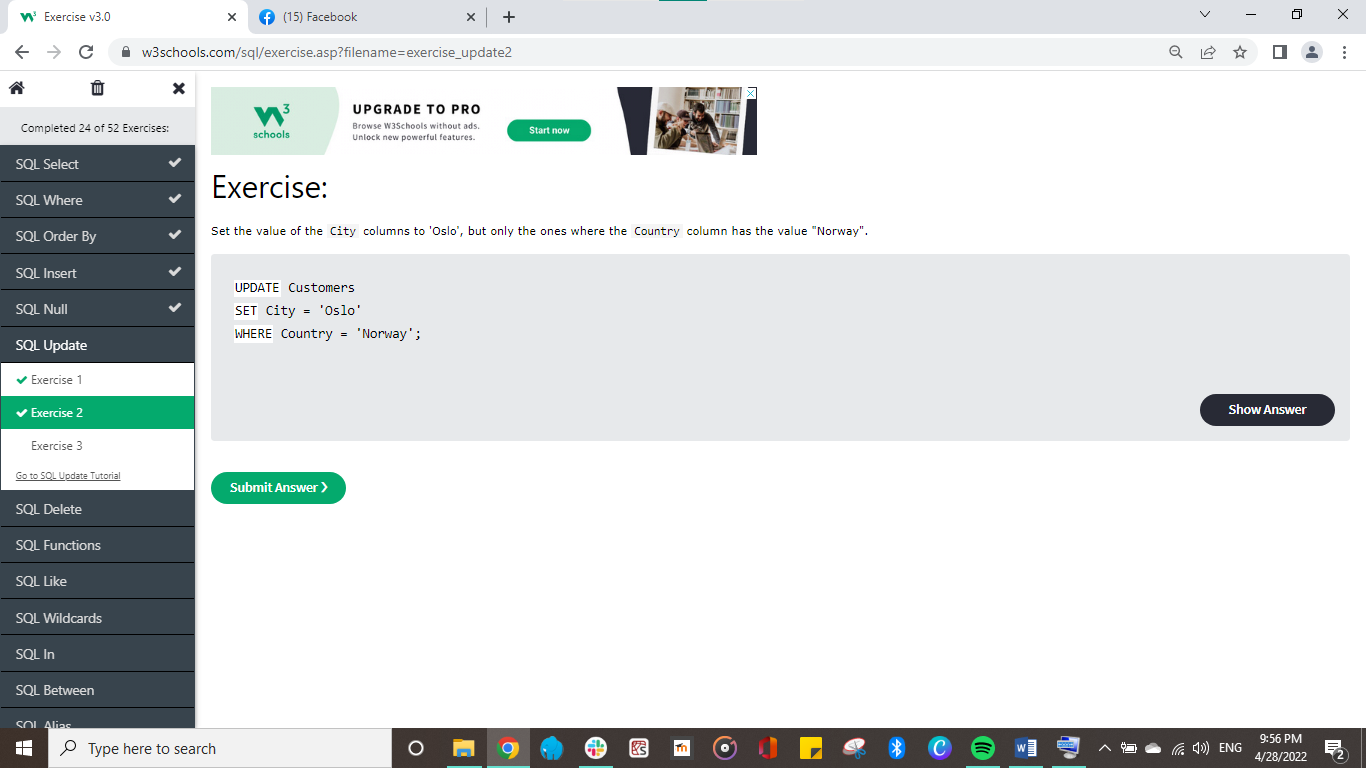 Exercise v3.0
(15) Facebook
w3schools.com/sql/exercise.asp?filename=exercise_update2
Completed 24 of 52 Exercises:
SQL Select
SQL Where
SQL Order By
SQL Insert
SQL Null
SQL Update
Exercise 1
Exercise 2
Exercise 3
Go to SQL Update Tutorial
SQL Delete
SQL Functions
SQL Like
SQL Wildcards
SQL In
SQL Between
SQL Alias
W3
schools
UPGRADE TO PRO
Browse W3Schools without ads.
Unlock new powerful features.
Start now
Exercise:
Set the value of the City columns to 'Oslo', but only the ones where the Country column has the value "Norway".
UPDATE Customers
SET City = 'Oslo'
WHERE Country = 'Norway';
Show Answer
Submit Answer ❯
Type here to search
ENG
9:56 PM
4/28/2022
2